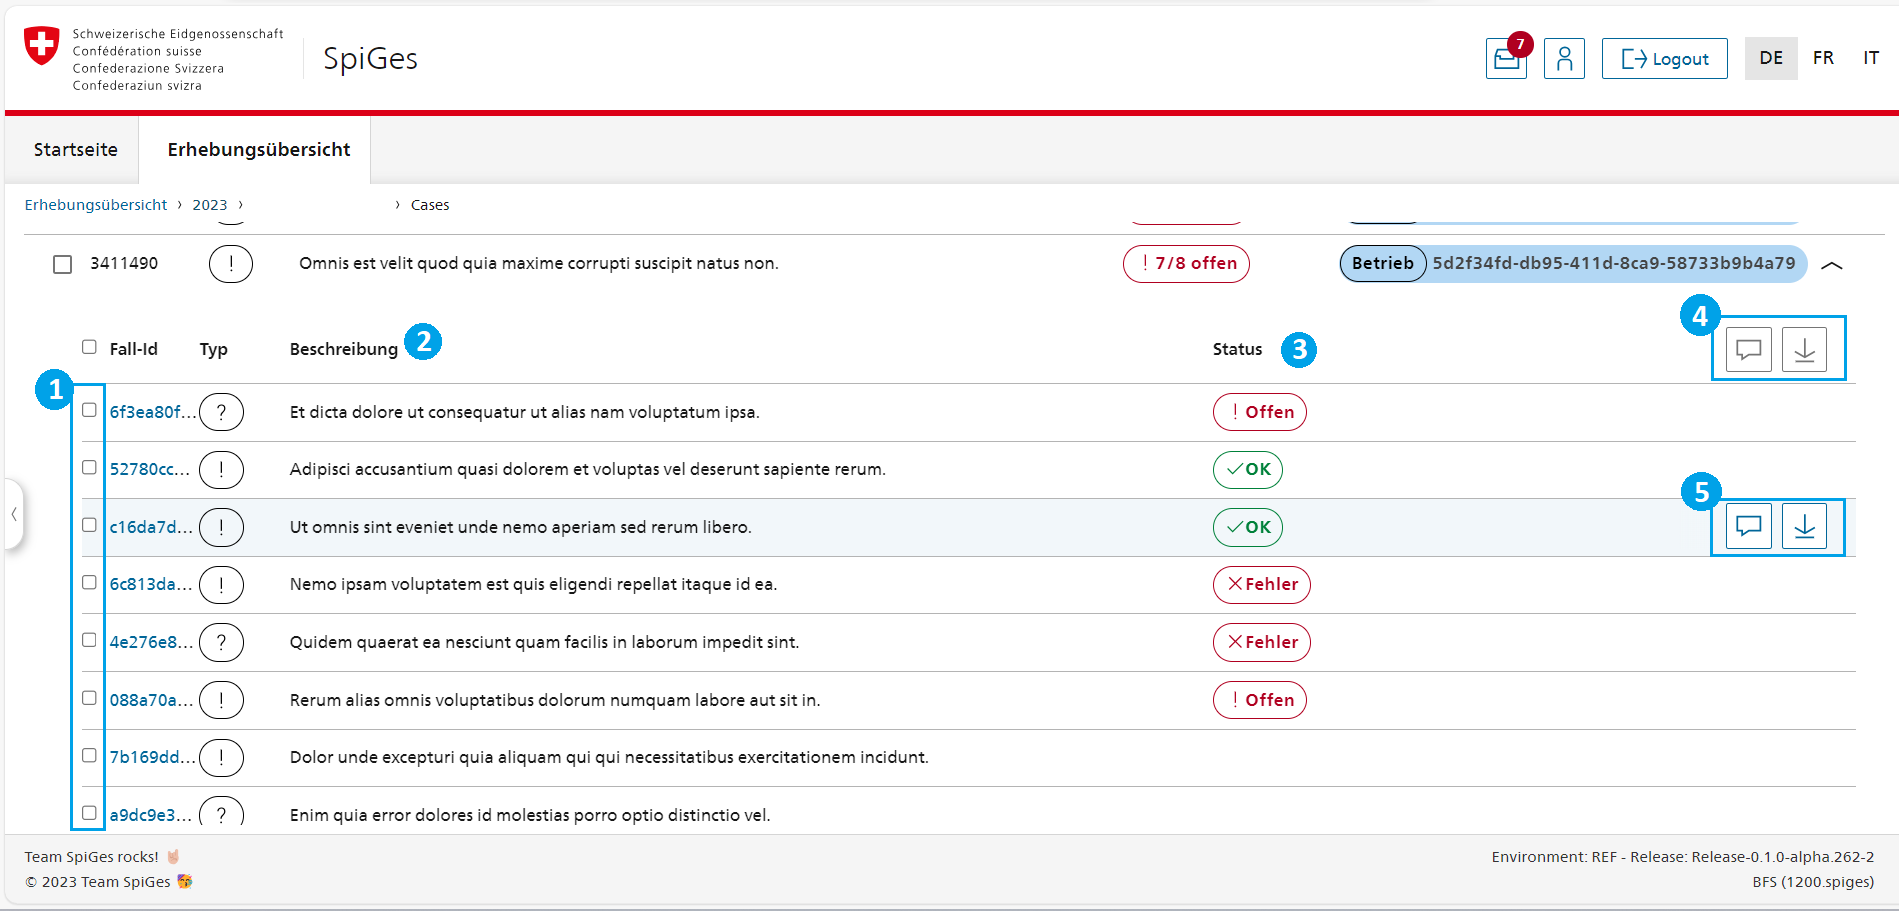 Schweizerische Eidgenossenschaft
Confédération suisse
Confederazione Svizzera
Confederaziun svizra
SpiGes
7
Logout
DE FR IT
Startseite Erhebungsübersicht
Erhebungsübersicht › 2023 › › Cases
3411490 ! Omnis est velit quod quia maxime corrupti suscipit natus non. ! 7/8 offen Betrieb 5d2f34fd-db95-411d-8ca9-58733b9b4a79
4
Fall-Id Typ Beschreibung 2 Status 3
1
6f3ea80f... ? Et dicta dolore ut consequatur ut alias nam voluptatum ipsa. ! Offen
52780cc... ! Adipisci accusantium quasi dolorem et voluptas vel deserunt sapiente rerum. OK
5
c16da7d... ! Ut omnis sint eveniet unde nemo aperiam sed rerum libero. OK
6c813da... ! Nemo ipsam voluptatem est quis eligendi repellat itaque id ea. Fehler
4e276e8... ? Quidem quaerat ea nesciunt quam facilis in laborum impedit sint. Fehler
088a70a... ! Rerum alias omnis voluptatibus dolorum numquam labore aut sit in. ! Offen
7b169dd... ! Dolor unde excepturi quia aliquam qui qui necessitatibus exercitationem incidunt.
a9dc9e3... ? Enim quia error dolores id molestias porro optio distinctio vel.
Team SpiGes rocks! 🤘 Environment: REF - Release: Release-0.1.0-alpha.262-2
© 2023 Team SpiGes 🥳 BFS (1200.spiges)